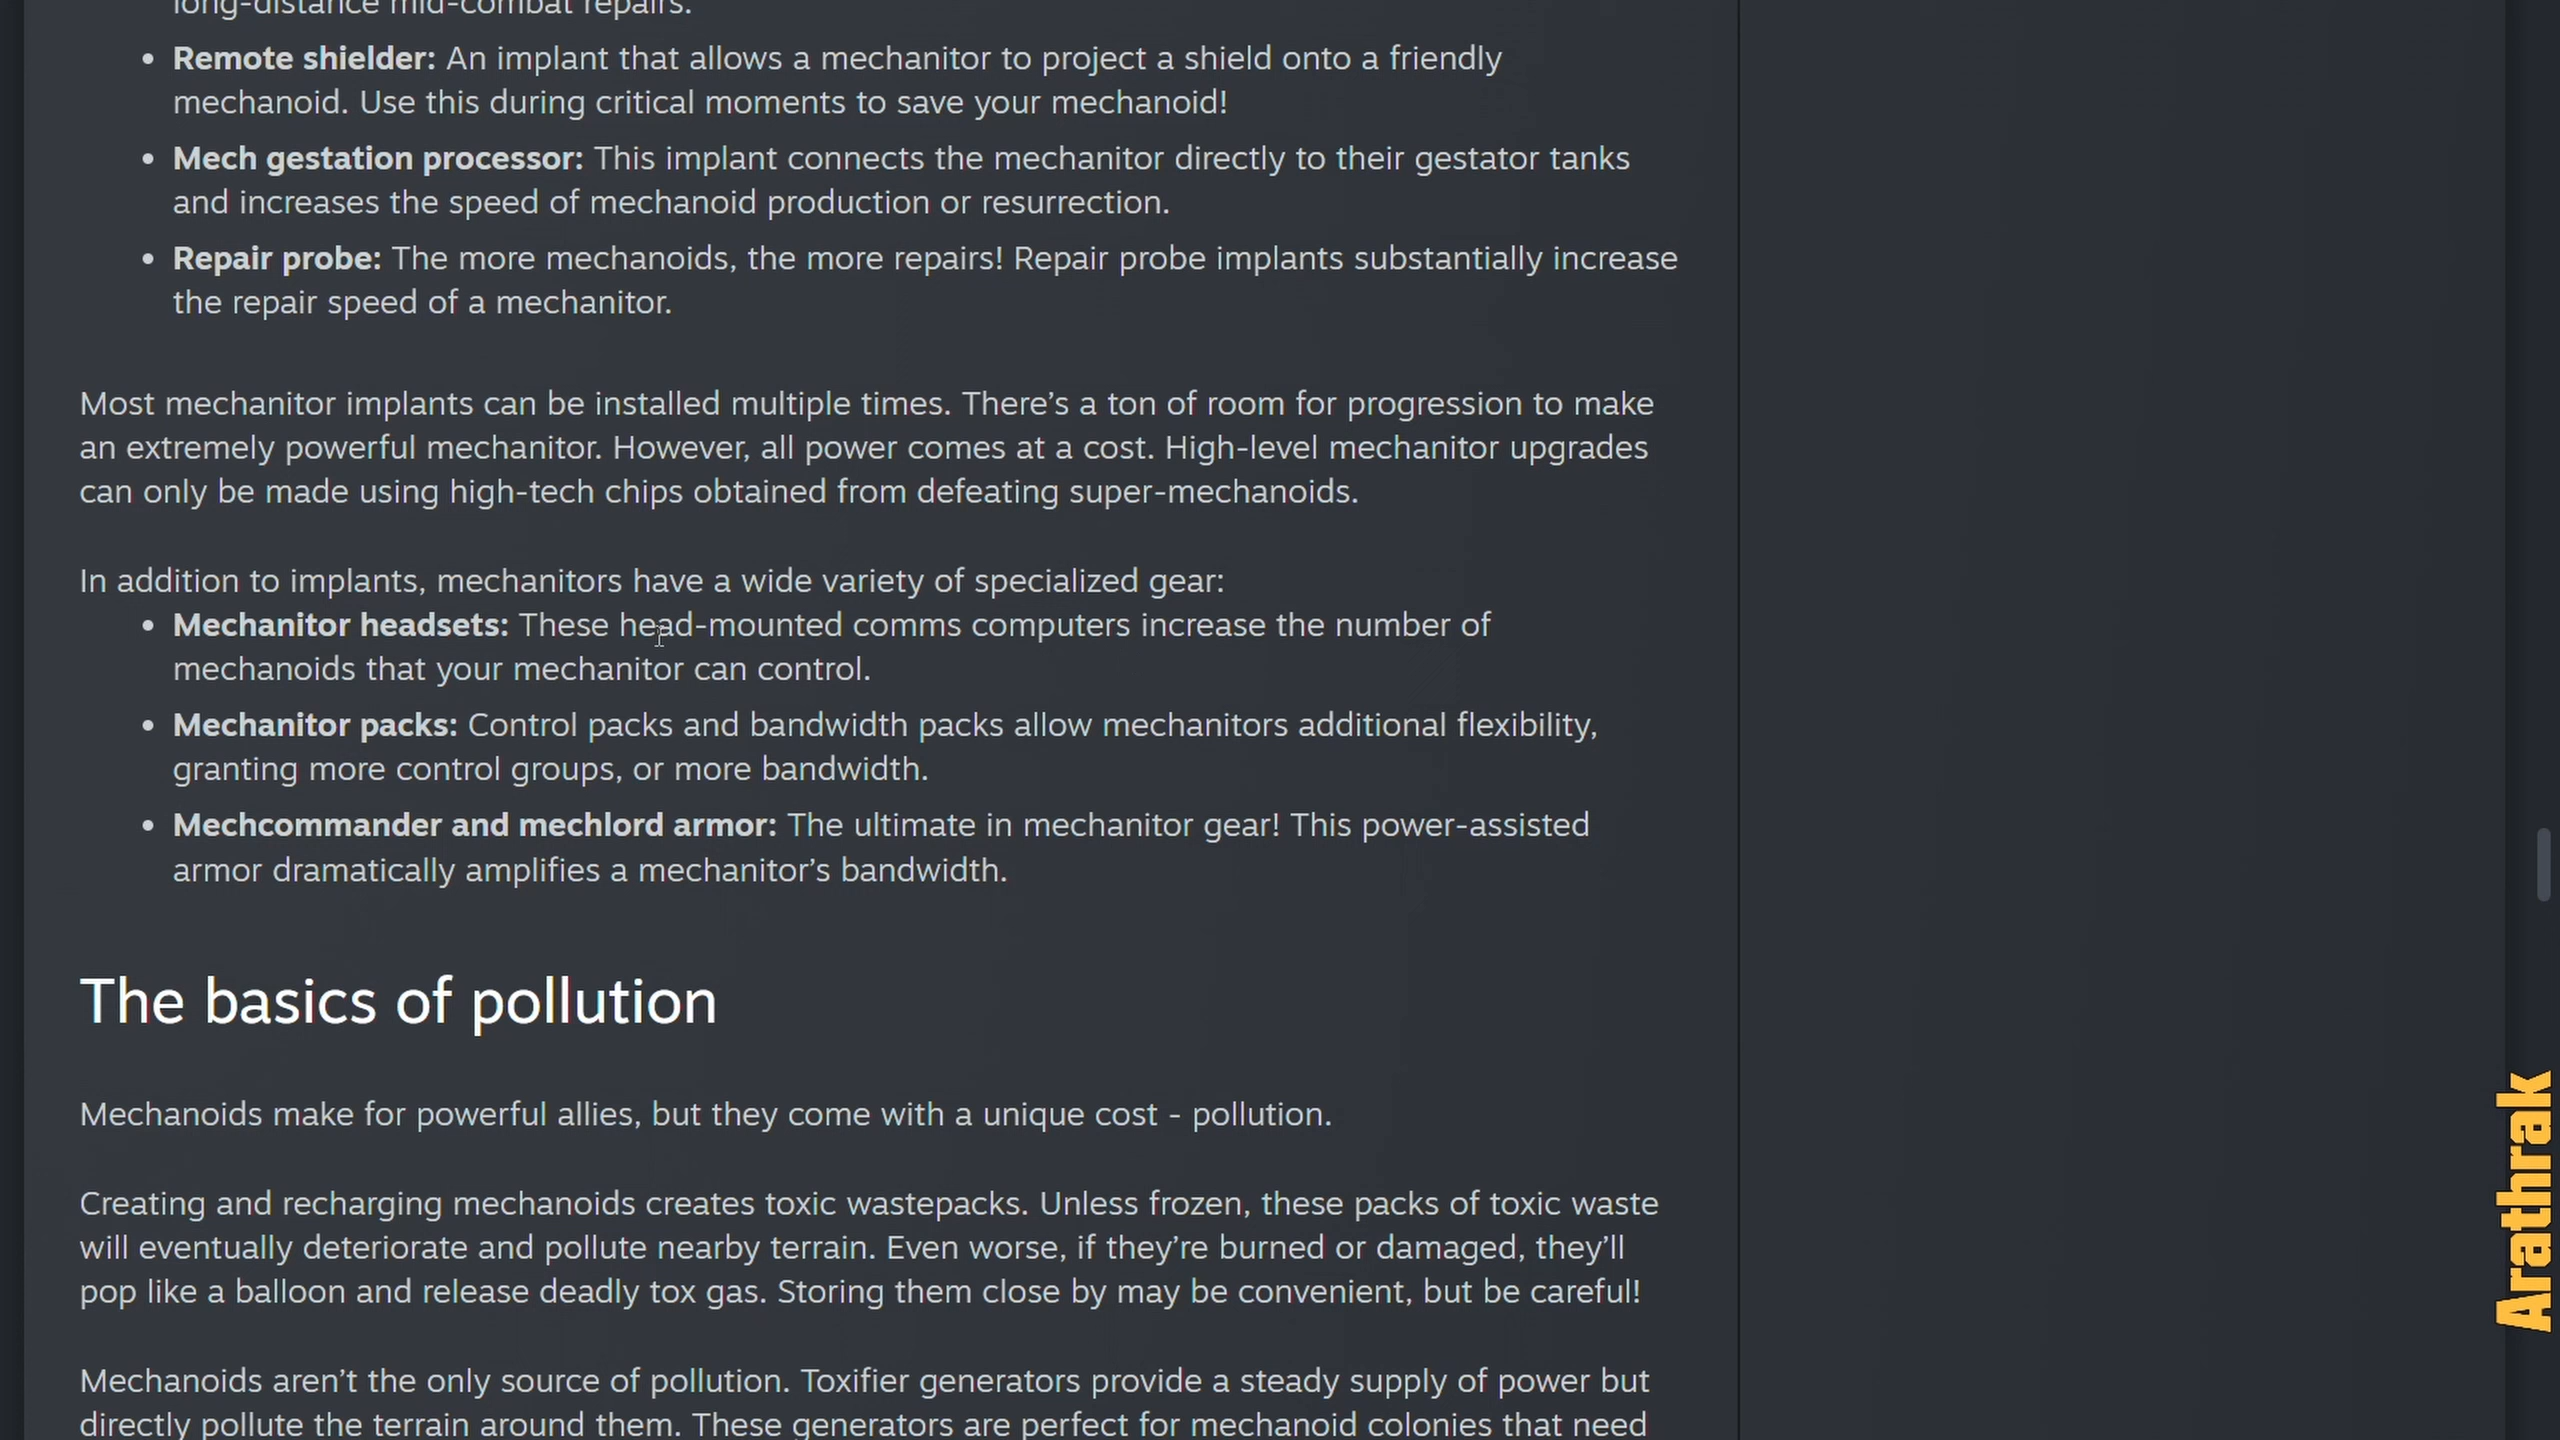 long-distance mid-combat repairs.
• Remote shielder: An implant that allows a mechanitor to project a shield onto a friendly
mechanoid. Use this during critical moments to save your mechanoid!
• Mech gestation processor: This implant connects the mechanitor directly to their gestator tanks
and increases the speed of mechanoid production or resurrection.
• Repair probe: The more mechanoids, the more repairs! Repair probe implants substantially increase
the repair speed of a mechanitor.
Most mechanitor implants can be installed multiple times. There’s a ton of room for progression to make
an extremely powerful mechanitor. However, all power comes at a cost. High-level mechanitor upgrades
can only be made using high-tech chips obtained from defeating super-mechanoids.
In addition to implants, mechanitors have a wide variety of specialized gear:
• Mechanitor headsets: These head-mounted comms computers increase the number of
mechanoids that your mechanitor can control.
• Mechanitor packs: Control packs and bandwidth packs allow mechanitors additional flexibility,
granting more control groups, or more bandwidth.
• Mechcommander and mechlord armor: The ultimate in mechanitor gear! This power-assisted
armor dramatically amplifies a mechanitor’s bandwidth.
The basics of pollution
Mechanoids make for powerful allies, but they come with a unique cost - pollution.
Creating and recharging mechanoids creates toxic wastepacks. Unless frozen, these packs of toxic waste
will eventually deteriorate and pollute nearby terrain. Even worse, if they’re burned or damaged, they’ll
pop like a balloon and release deadly tox gas. Storing them close by may be convenient, but be careful!
Mechanoids aren’t the only source of pollution. Toxifier generators provide a steady supply of power but
directly pollute the terrain around them. These generators are perfect for mechanoid colonies that need
Arathrak